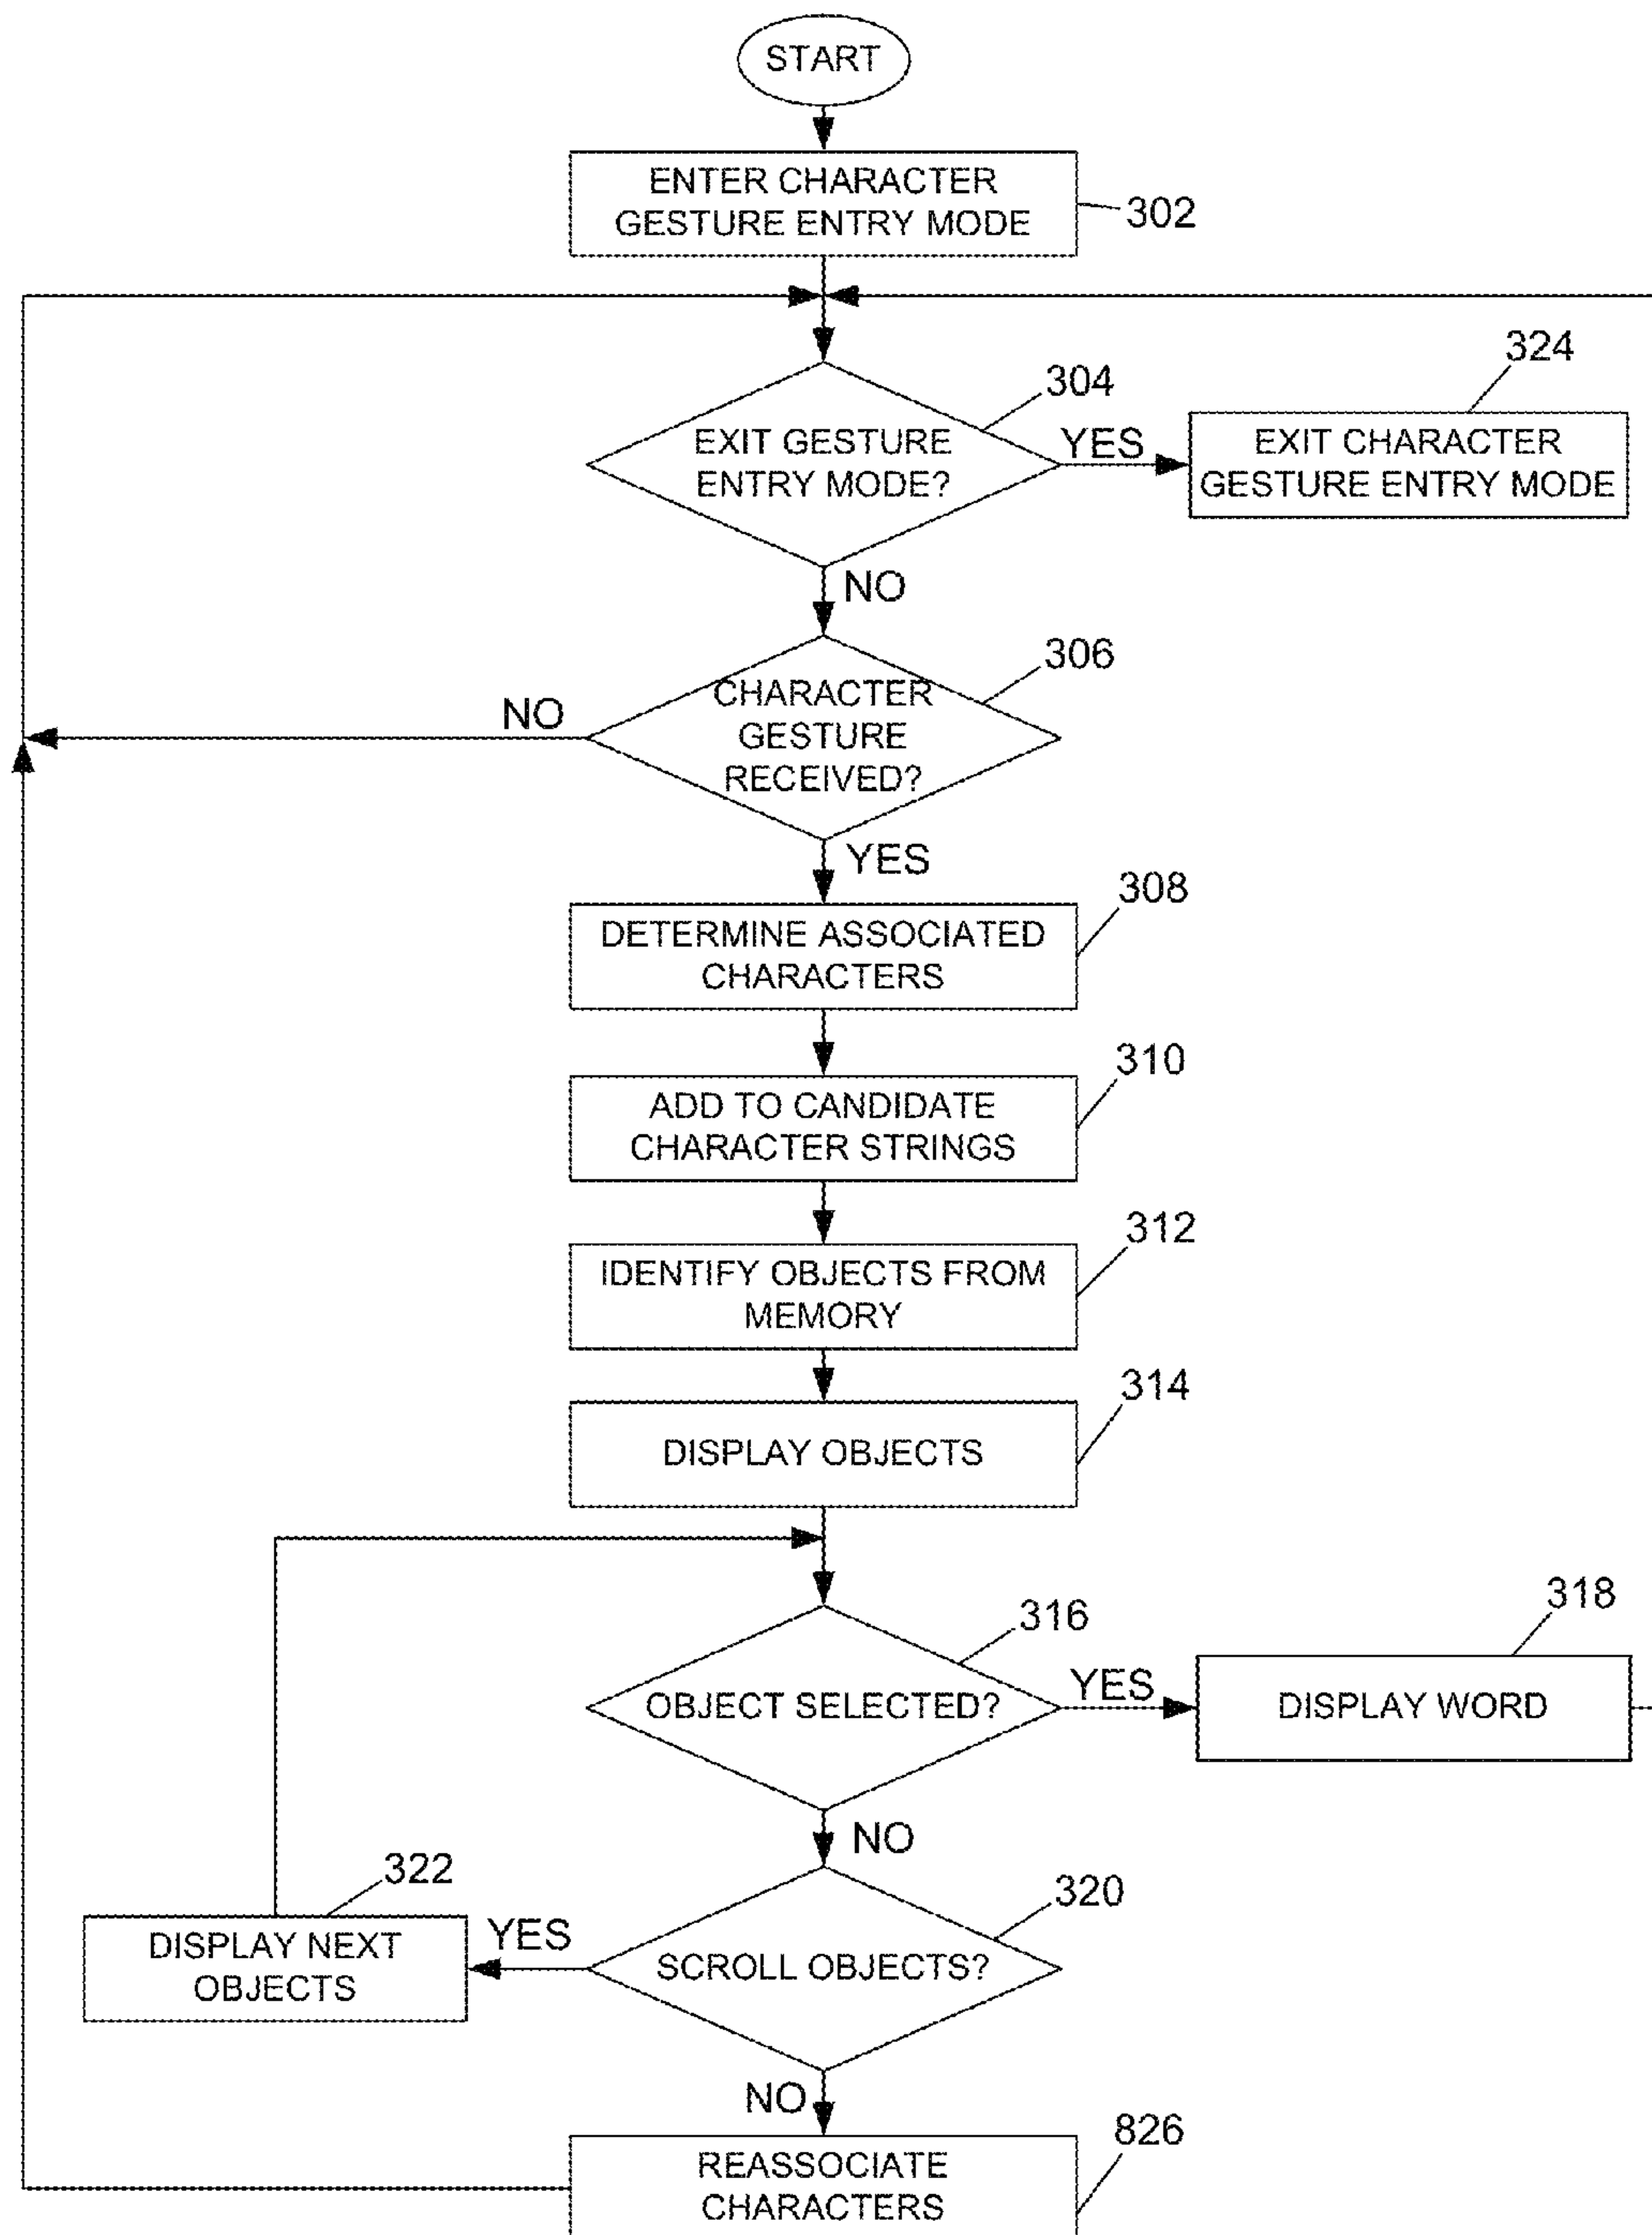 START
ENTER CHARACTER
GESTURE ENTRY MODE
302
304
324
EXIT GESTURE
ENTRY MODE?
YES
EXIT CHARACTER
GESTURE ENTRY MODE
NO
306
NO
CHARACTER
GESTURE
RECEIVED?
YES
308
DETERMINE ASSOCIATED
CHARACTERS
310
ADD TO CANDIDATE
CHARACTER STRINGS
312
IDENTIFY OBJECTS FROM
MEMORY
314
DISPLAY OBJECTS
316
318
OBJECT SELECTED?
YES
DISPLAY WORD
NO
322
320
DISPLAY NEXT
OBJECTS
YES
SCROLL OBJECTS?
NO
826
REASSOCIATE
CHARACTERS